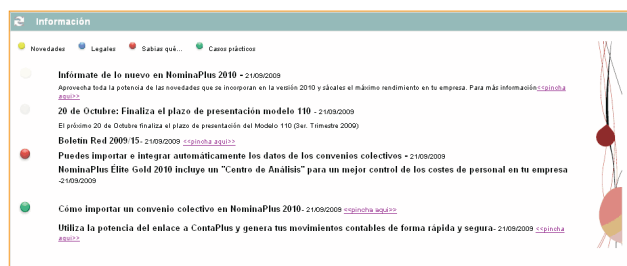 Información
Novedades Legales Sabías qué... Casos prácticos
Infórmate de lo nuevo en NominaPlus 2010 - 21/09/2009
Aprovecha toda la potencia de las novedades que se incorporan en la versión 2010 y sácales el máximo rendimiento en tu empresa. Para más información<<pincha
aquí>>
20 de Octubre: Finaliza el plazo de presentación modelo 110 - 21/09/2009
El próximo 20 de Octubre finaliza el plazo de presentación del Modelo 110 (3er. Trimestre 2009)
Boletín Red 2009/15- 21/09/2009 <<pincha aquí>>
Puedes importar e integrar automáticamente los datos de los convenios colectivos - 21/09/2009
NominaPlus Élite Gold 2010 incluye un "Centro de Análisis" para un mejor control de los costes de personal en tu empresa
-21/09/2009
Cómo importar un convenio colectivo en NominaPlus 2010- 21/09/2009 <<pincha aquí>>
Utiliza la potencia del enlace a ContaPlus y genera tus movimientos contables de forma rápida y segura- 21/09/2009 <<pincha
aquí>>